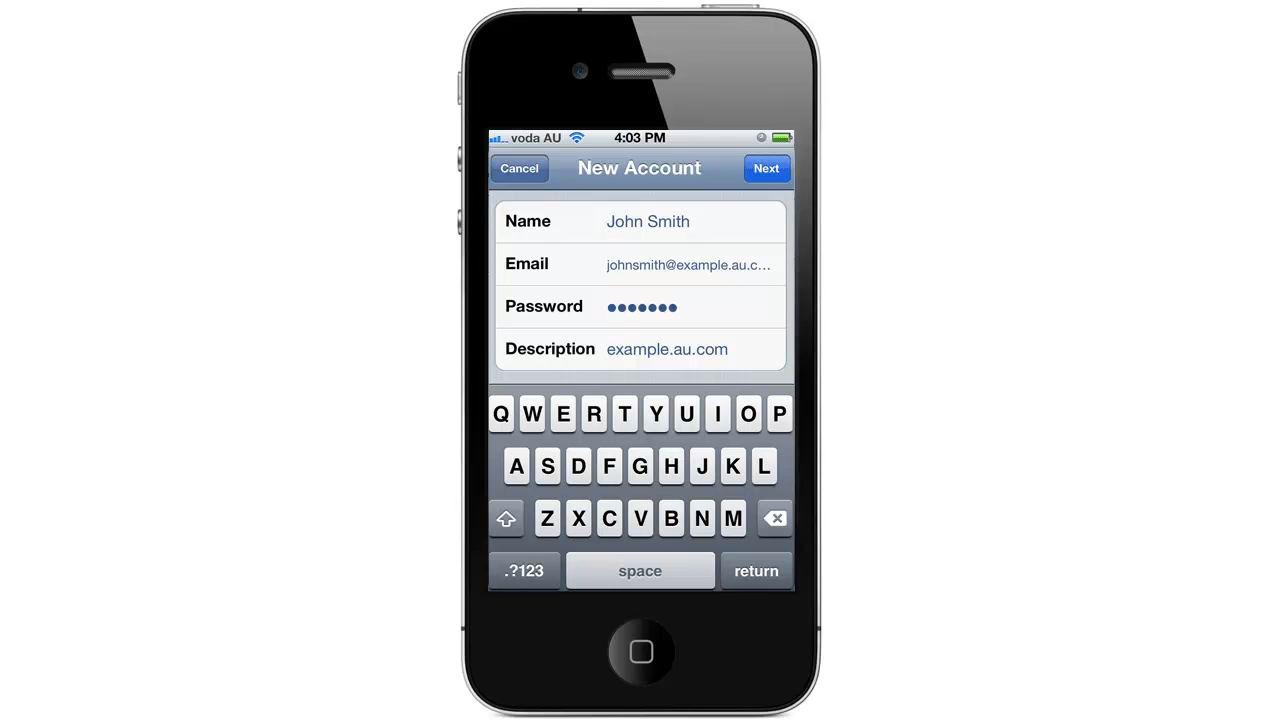 voda AU 4:03 PM
Cancel New Account Next
Name John Smith
Email johnsmith@example.au.c...
Password •••••••
Description example.au.com
Q W E R T Y U I O P
A S D F G H J K L
Z X C V B N M
.?123 space return